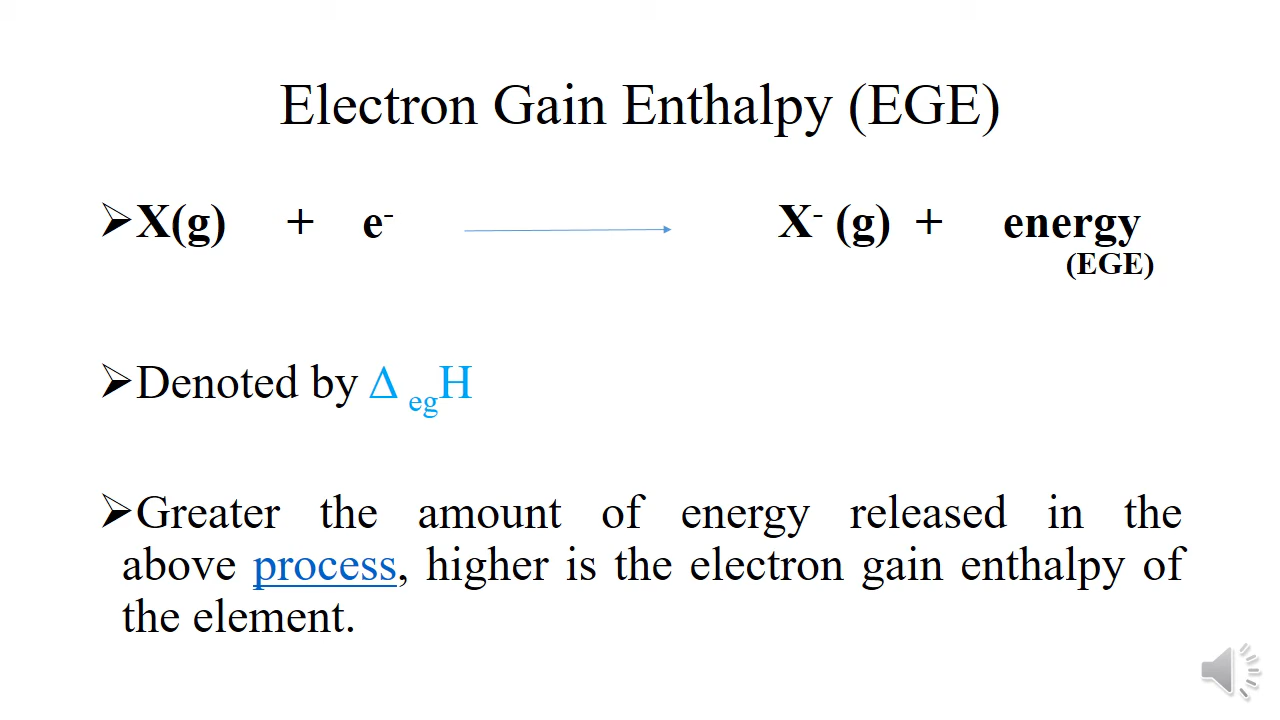 Electron Gain Enthalpy (EGE)
➢X(g) + e⁻ ⟶ X⁻ (g) + energy
(EGE)
➢Denoted by Δ egH
➢Greater the amount of energy released in the
above process, higher is the electron gain enthalpy of
the element.